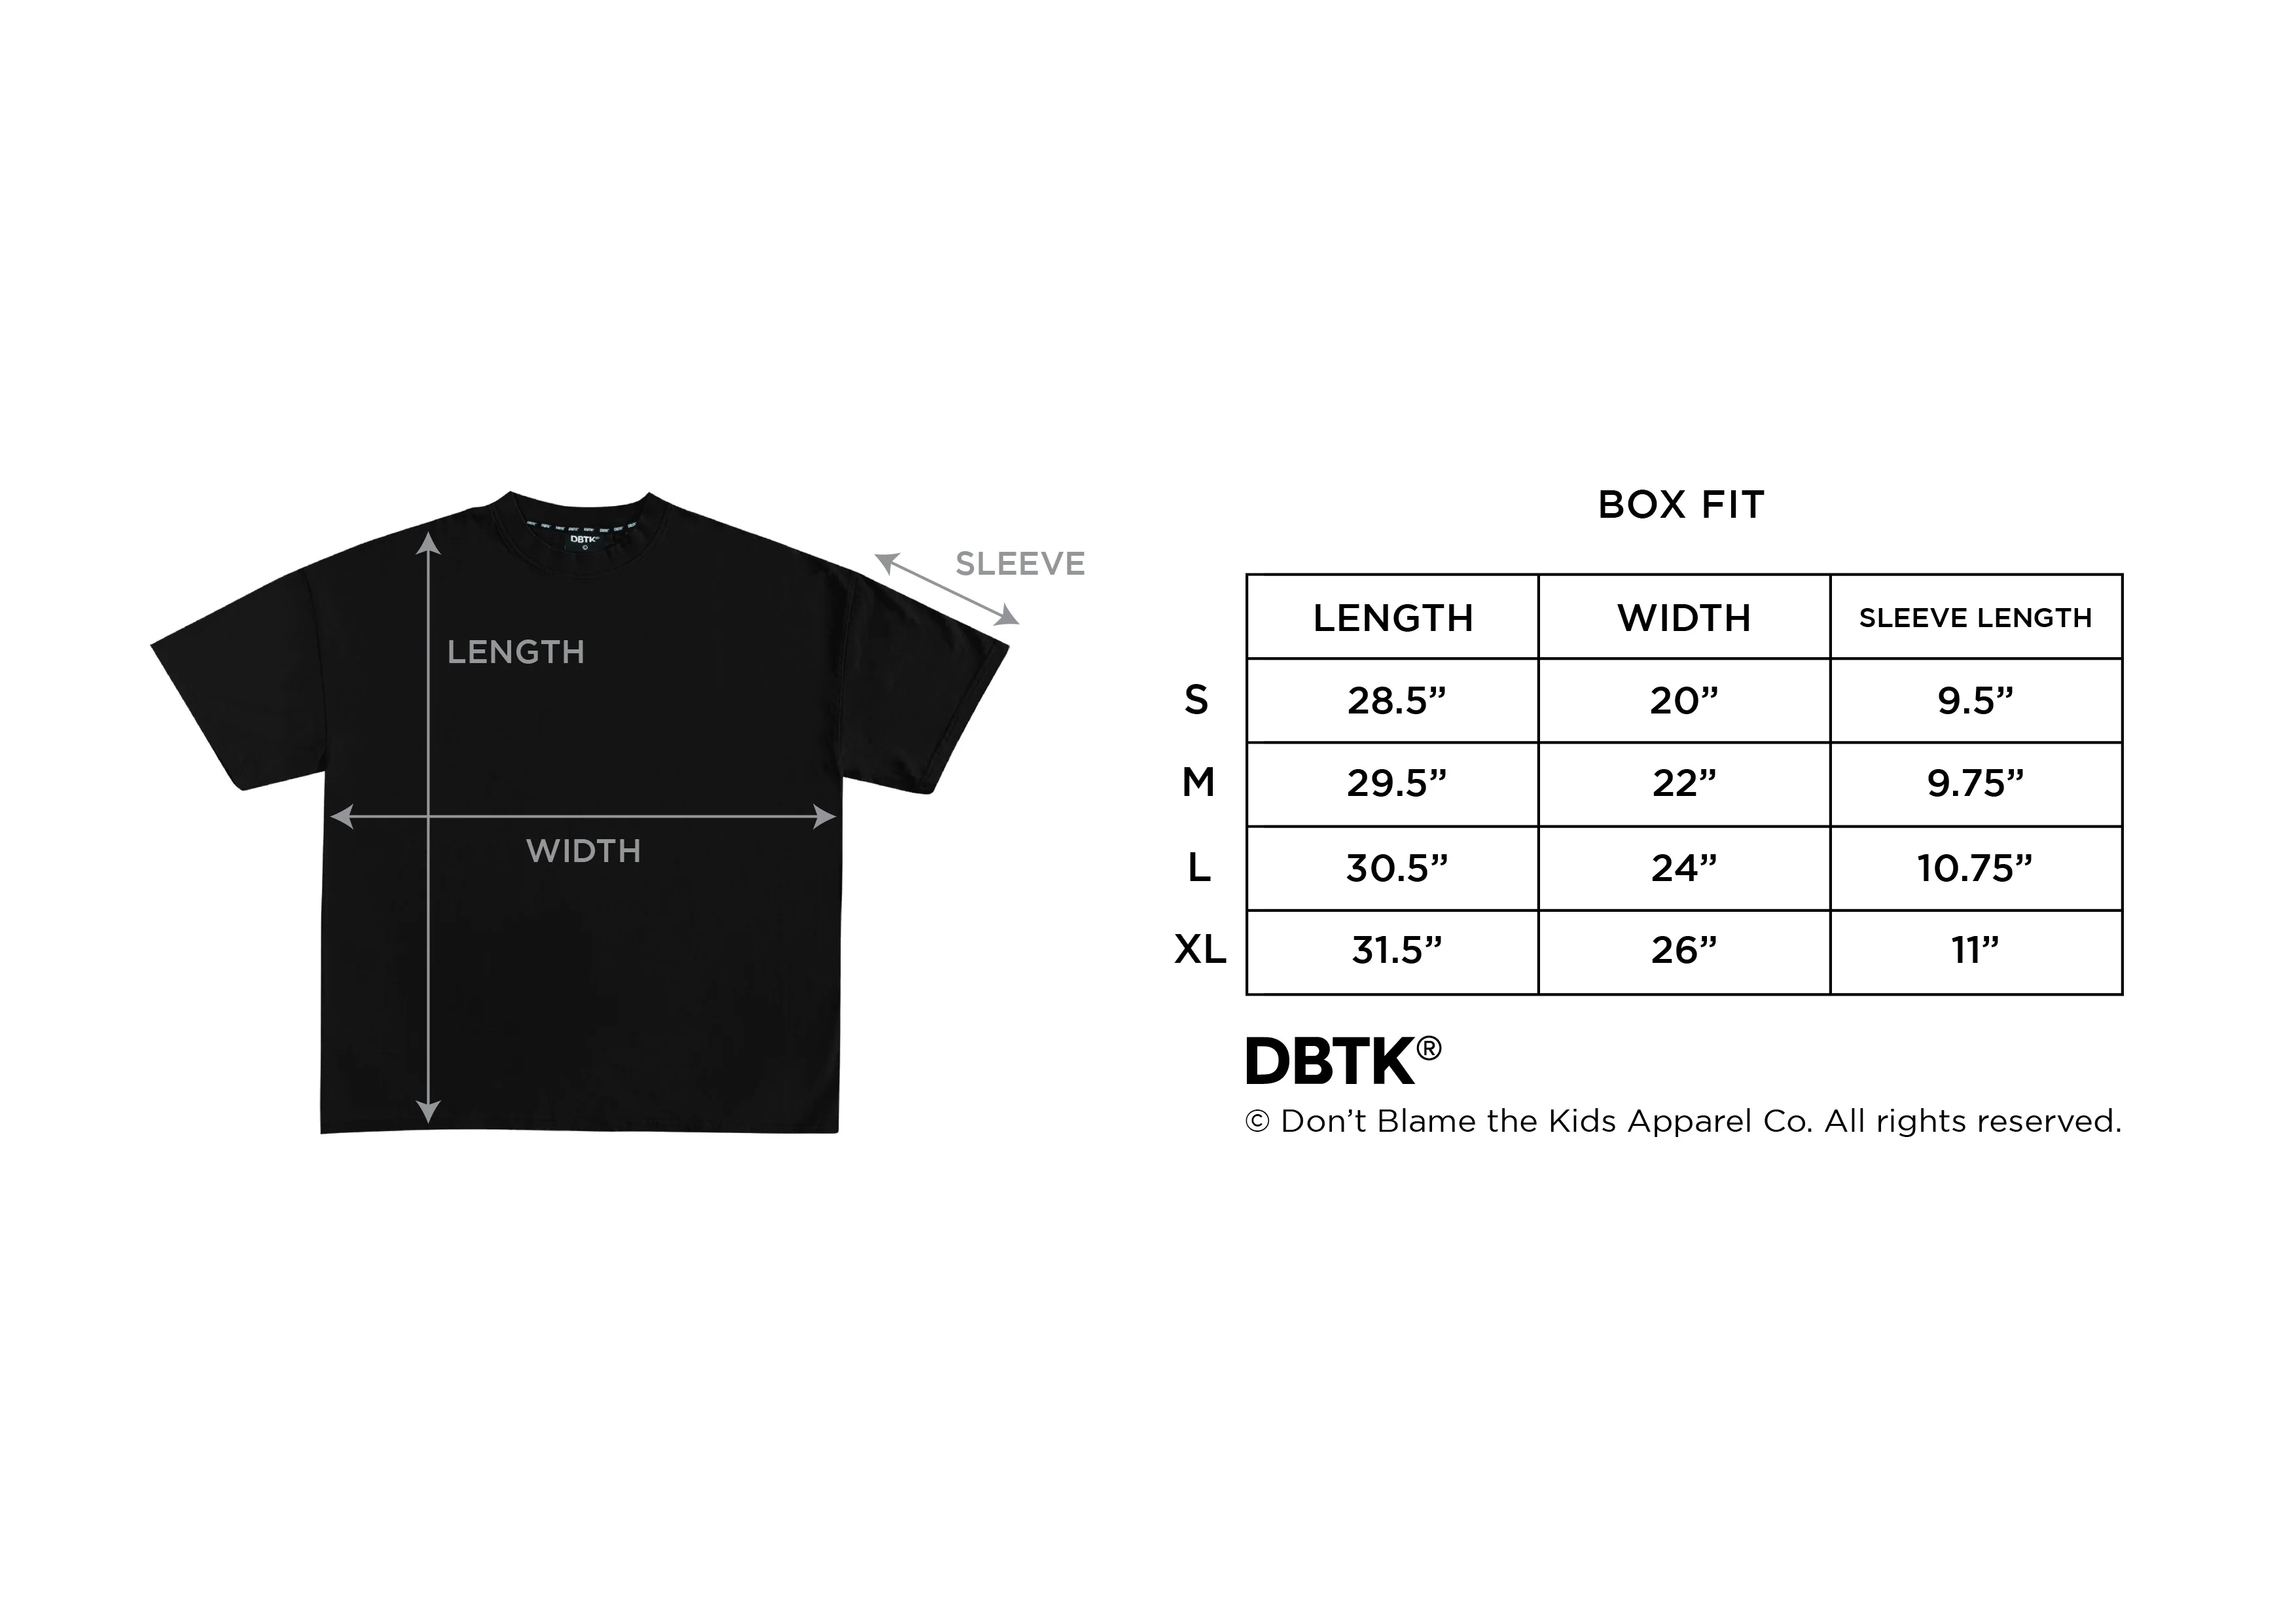 DBTK
©
LENGTH
WIDTH
SLEEVE
BOX FIT
LENGTH WIDTH SLEEVE LENGTH
S 28.5” 20” 9.5”
M 29.5” 22” 9.75”
L 30.5” 24” 10.75”
XL 31.5” 26” 11”
DBTK®
© Don’t Blame the Kids Apparel Co. All rights reserved.